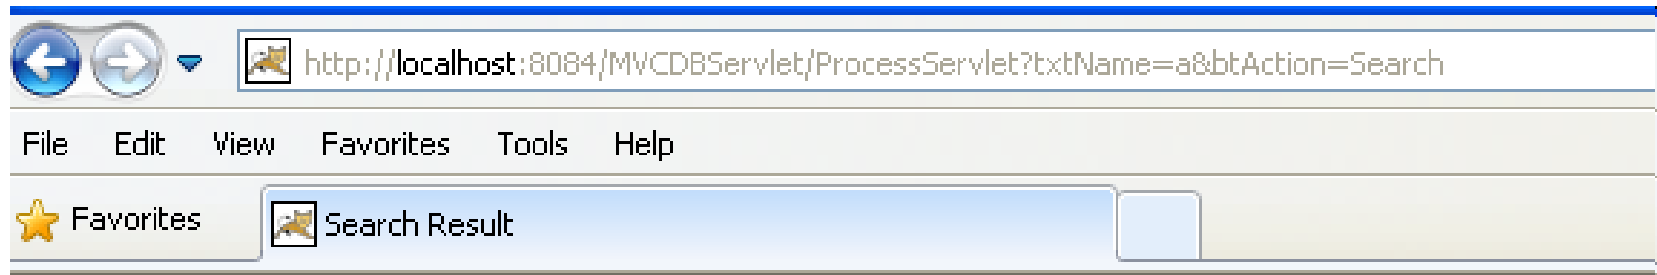 http://localhost:8084/MVCDBServlet/ProcessServlet?txtName=a&btAction=Search
File Edit View Favorites Tools Help
Favorites Search Result